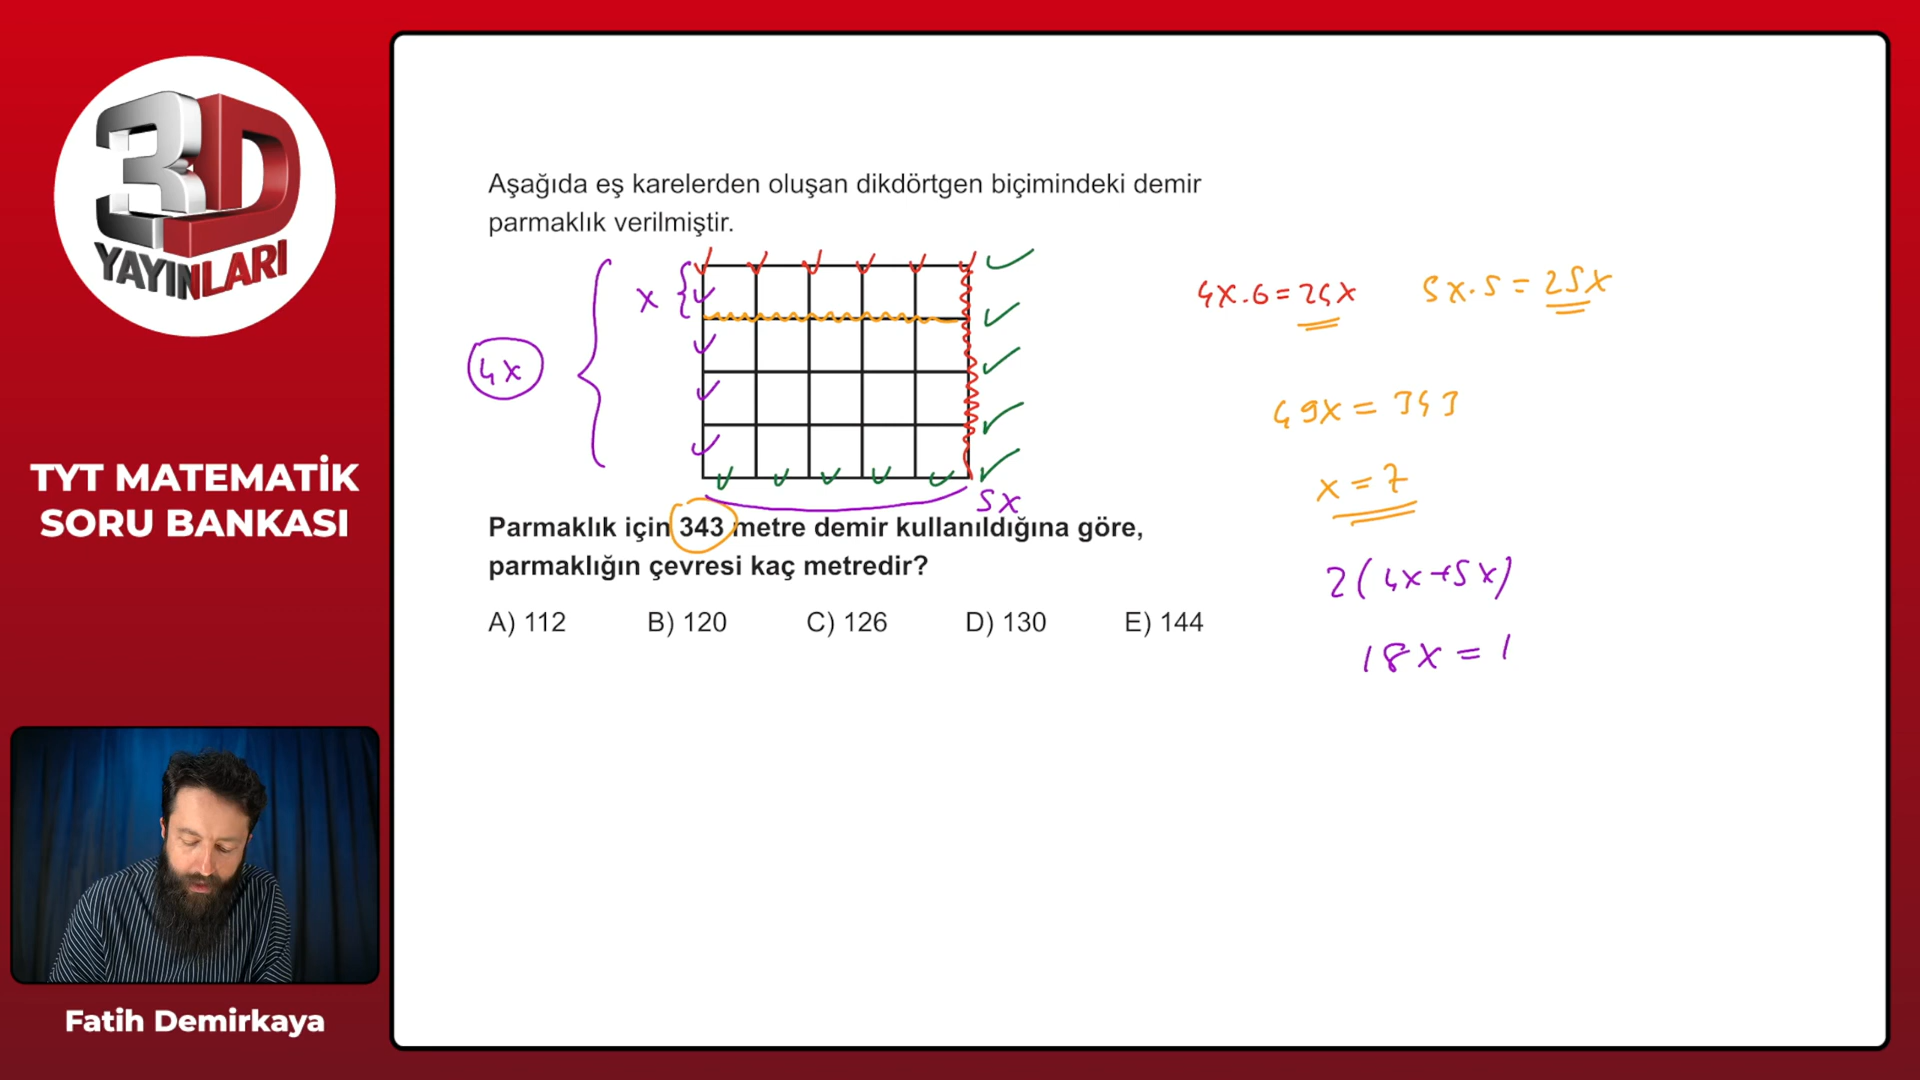 3D
YAYINLARI
TYT MATEMATİK
SORU BANKASI
Fatih Demirkaya
Aşağıda eş karelerden oluşan dikdörtgen biçimindeki demir
parmaklık verilmiştir.
x
4x
5x
Parmaklık için 343 metre demir kullanıldığına göre,
parmaklığın çevresi kaç metredir?
A) 112 B) 120 C) 126 D) 130 E) 144
4x.6=24x 5x.5=25x
49x=343
x=7
2(4x+5x)
18x=1